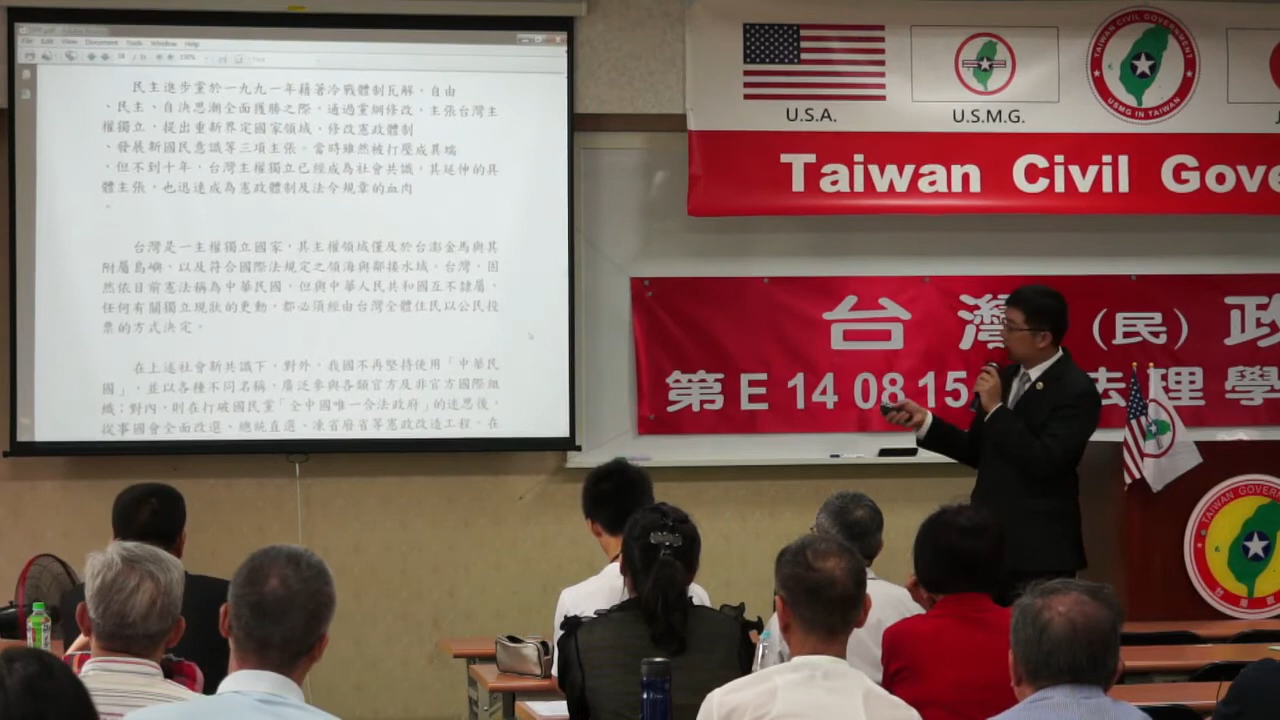 File Edit View Document Tools Window Help
民主進步黨於一九九一年藉著冷戰體制瓦解，自由
、民主、自決思潮全面獲勝之際，通過黨綱修改，主張台灣主
權獨立，提出重新界定國家領域、修改憲政體制
、發展新國民意識等三項主張。當時雖然被打壓成異端
，但不到十年，台灣主權獨立已經成為社會共識，其延伸的具
體主張，也迅速成為憲政體制及法令規章的血肉
。
台灣是一主權獨立國家，其主權領域僅及於台澎金馬與其
附屬島嶼，以及符合國際法規定之領海與鄰接水域。台灣，固
然依目前憲法稱為中華民國，但與中華人民共和國互不隸屬，
任何有關獨立現狀的更動，都必須經由台灣全體住民以公民投
票的方式決定。
在上述社會新共識下，對外，我國不再堅持使用「中華民
國」，並以各種不同名稱，廣泛參與各類官方及非官方國際組
織；對內，則在打破國民黨「全中國唯一合法政府」的迷思後，
從事國會全面改選、總統直選、凍省廢省等憲政改造工程。在
U.S.A.
U.S.M.G.
TAIWAN CIVIL GOVERNMENT
USMG IN TAIWAN
Taiwan Civil Gove
台灣（民）政
第E14 08 15
法理學
TAIWAN GOVERN